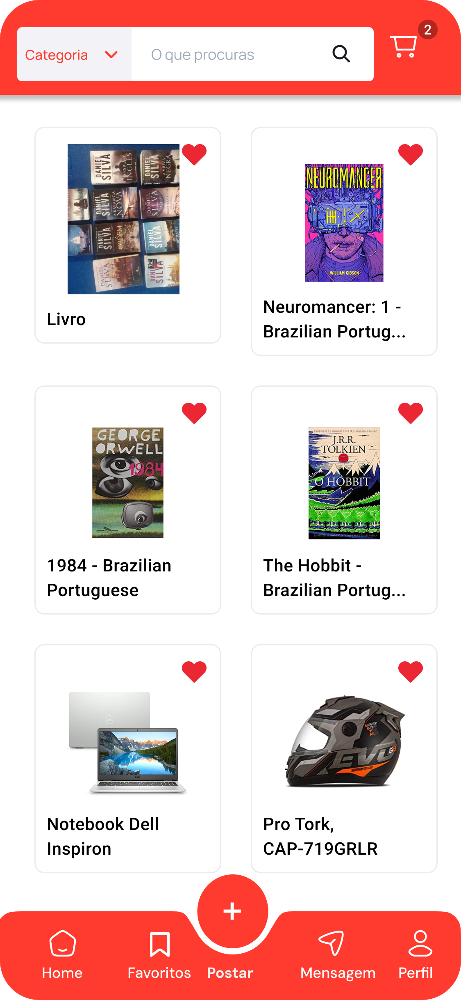 Categoria
O que procuras
2
DANIEL SILVA
O ESPIÃO INGLÊS
DANIEL SILVA
A VIÚVA NEGRA
DANIEL SILVA
A RAPARIGA NOVA
DANIEL SILVA
PRÍNCIPE DE FOGO
DANIEL SILVA
A ORDEM
DANIEL SILVA
RETRATO
DANIEL SILVA
O ASSALTO
DANIEL SILVA
Livro
NEUROMANCER
WILLIAM GIBSON
Neuromancer: 1 -
Brazilian Portug...
GEORGE
ORWELL
1984
1984 - Brazilian
Portuguese
J.R.R.
TOLKIEN
O HOBBIT
The Hobbit -
Brazilian Portug...
DELL
DELL
Notebook Dell
Inspiron
NEVER
EVO
G8
Pro Tork,
CAP-719GRLR
Home
Favoritos
Postar
Mensagem
Perfil